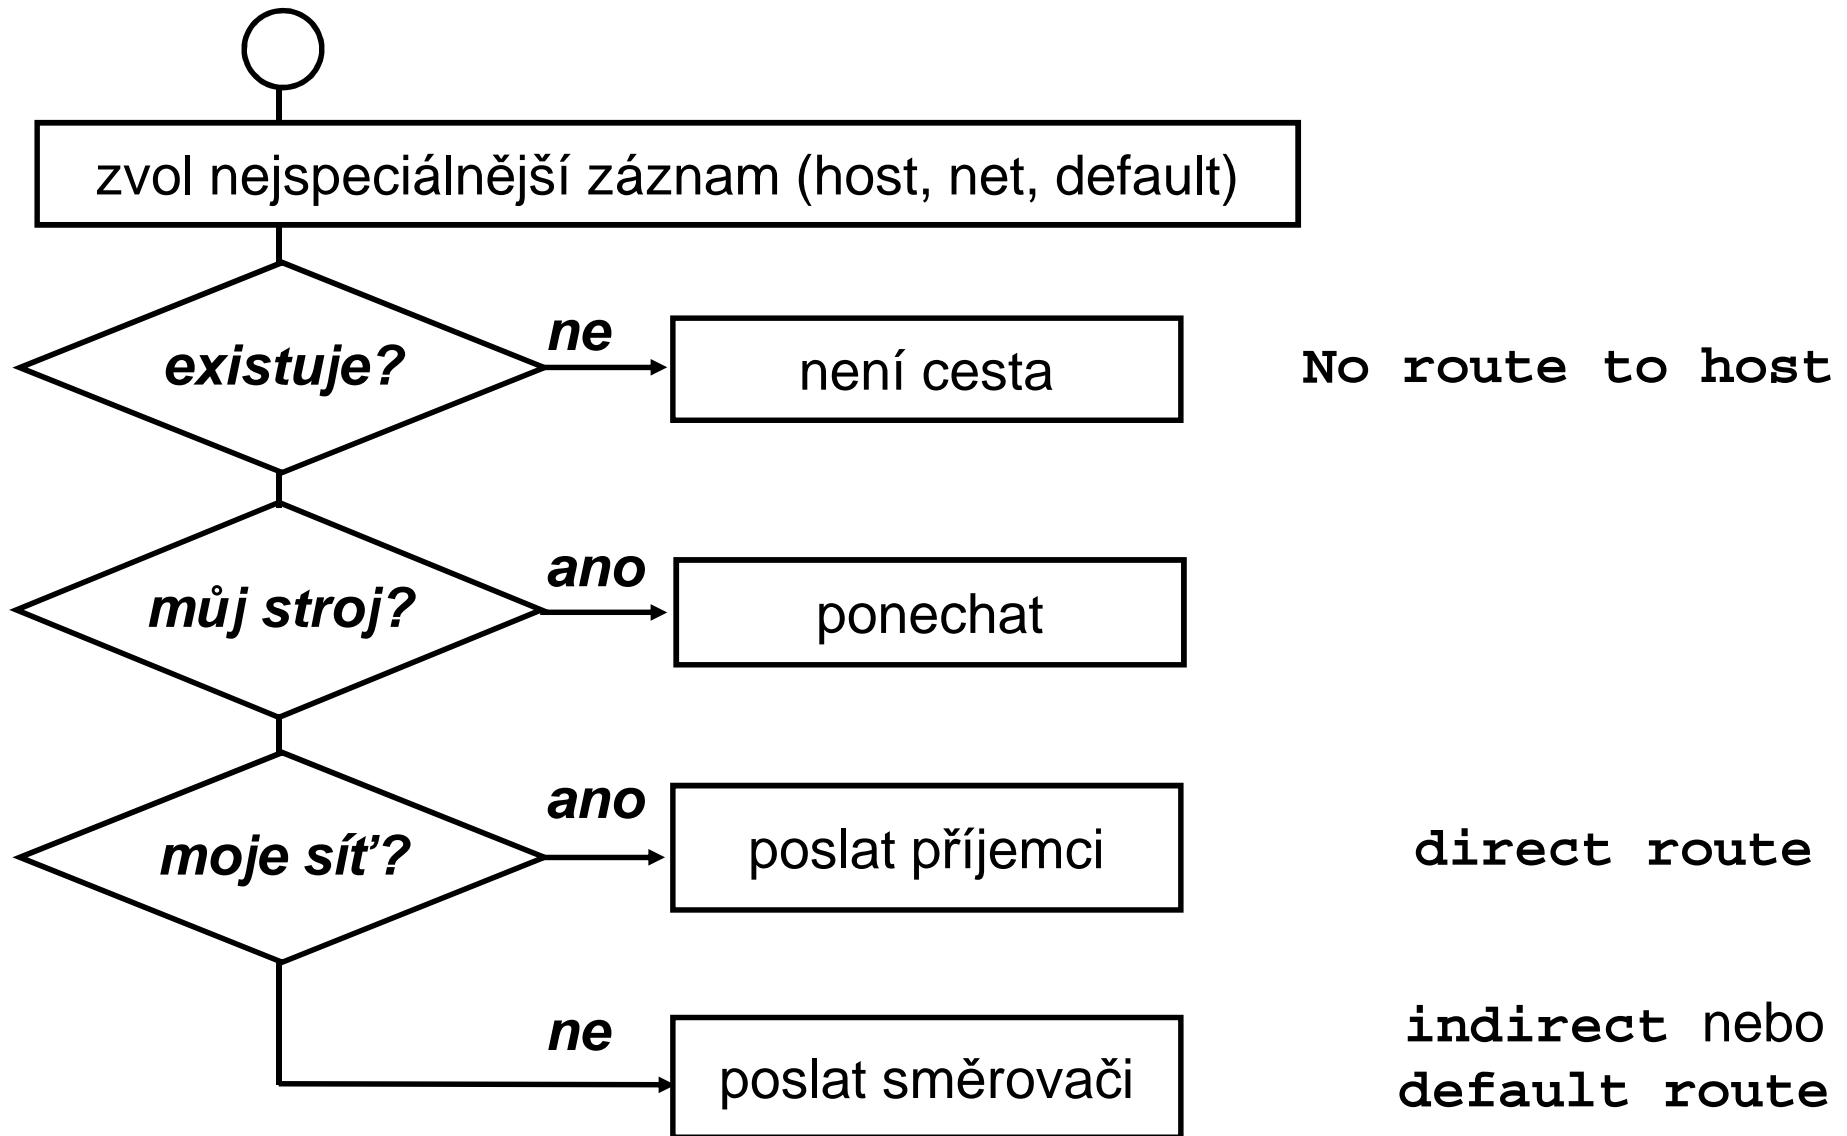 zvol nejspeciálnější záznam (host, net, default)
existuje?
ne
není cesta
No route to host
můj stroj?
ano
ponechat
moje síť?
ano
poslat příjemci
direct route
ne
poslat směrovači
indirect nebo
default route